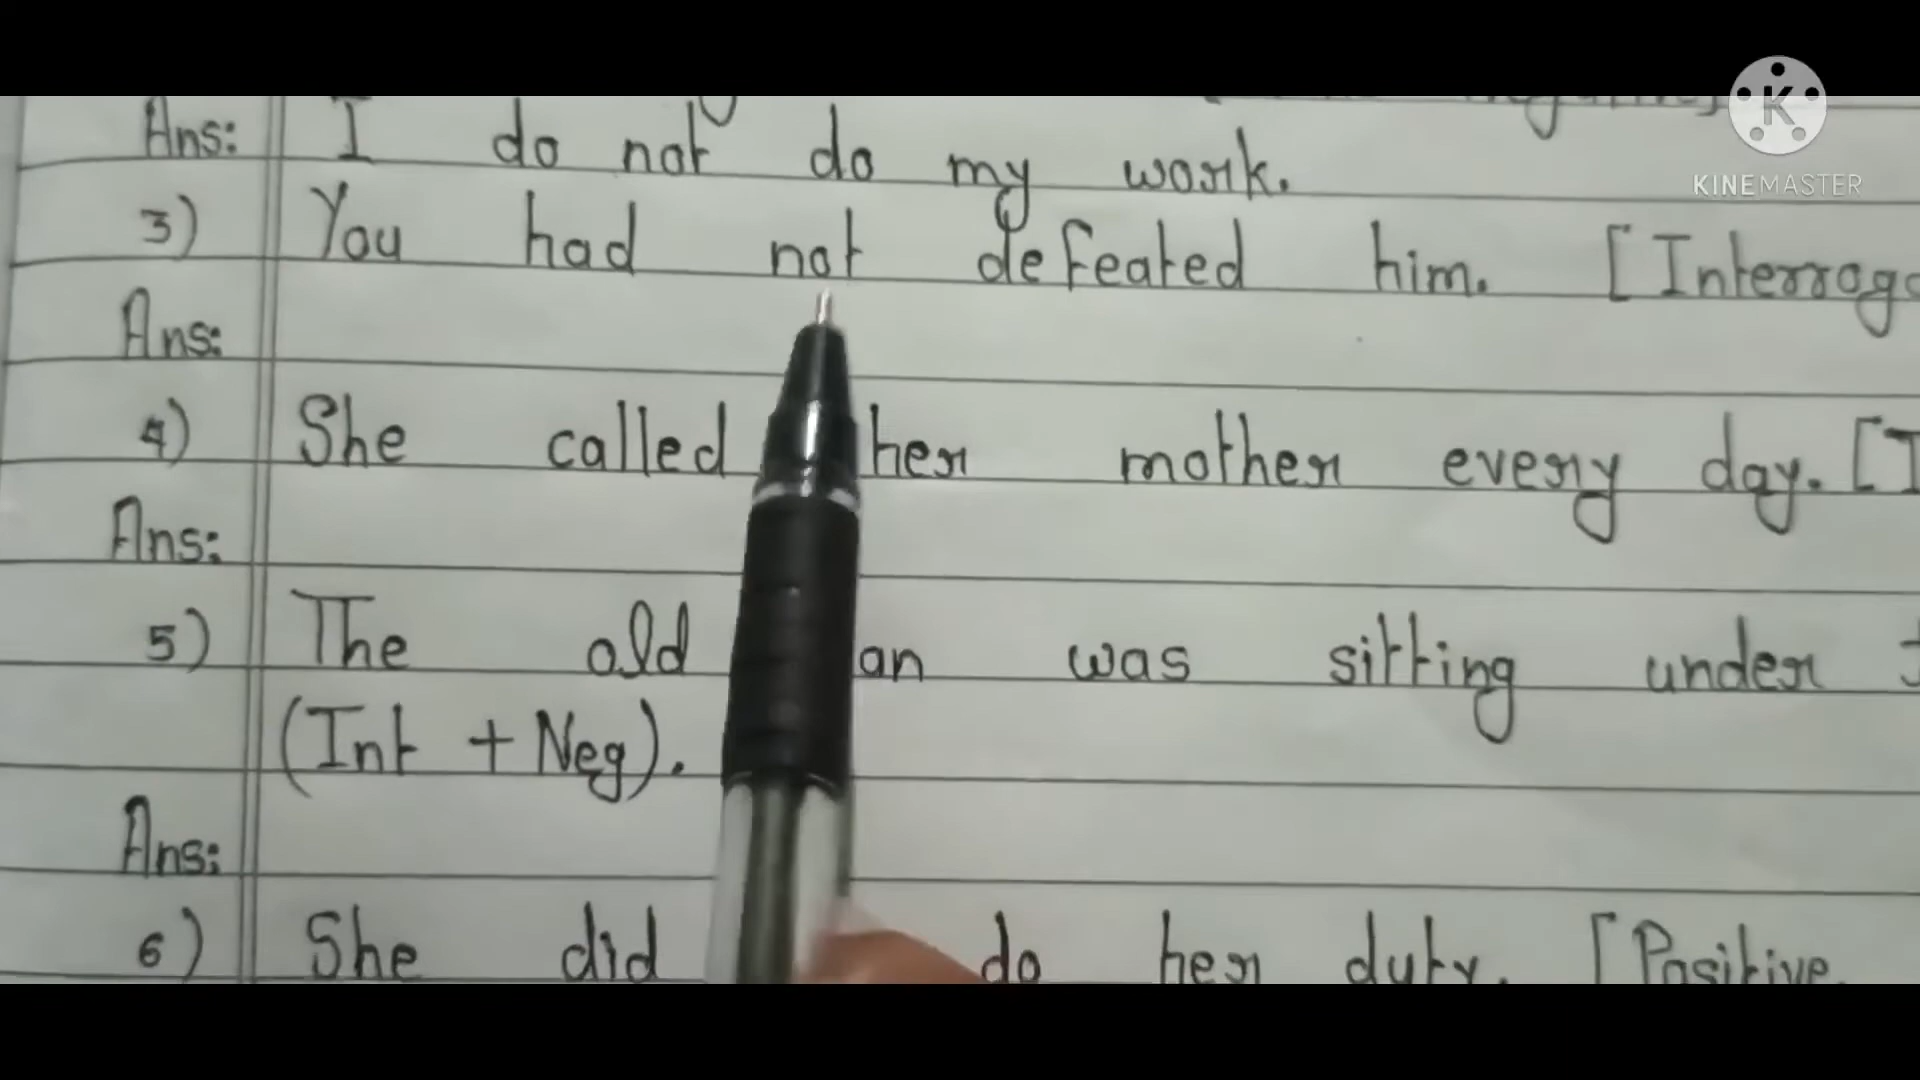 Ans: I do not do my work.
3) You had not defeated him. [Interrog
Ans:
4) She called her mother every day. [I
Ans:
5) The old an was sitting under
(Int + Neg).
Ans:
6) She did do her duty. [Positive
KINEMASTER